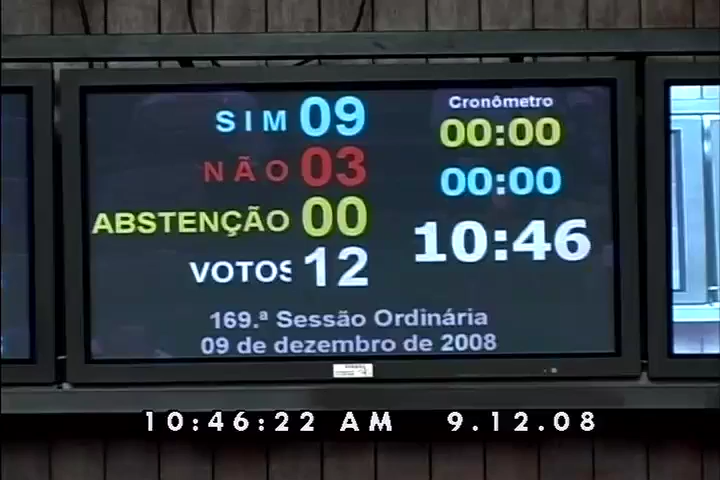 SIM 09
NÃO 03
ABSTENÇÃO 00
VOTOS 12
Cronômetro
00:00
00:00
10:46
169.ª Sessão Ordinária
09 de dezembro de 2008
10:46:22 AM 9.12.08